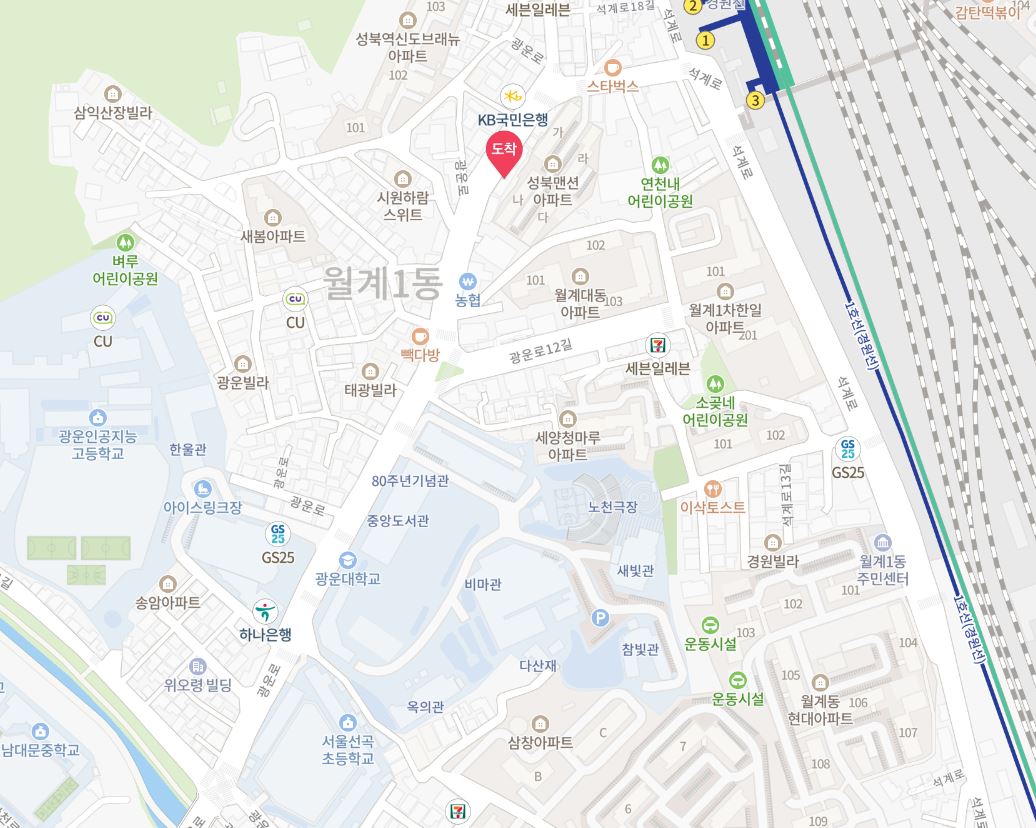 103
세븐일레븐
석계로18길
2
경원선
104
감탄떡볶이
성북역신도브래뉴
아파트
102
광운로
석계로
1
스타벅스
석계로
3
삼익산장빌라
KB국민은행
101
가
도착
라
석계로
광운로
시원하람
스위트
성북맨션
아파트
나
다
연천내
어린이공원
새봄아파트
벼루
어린이공원
102
월계1동
농협
101
월계대동
아파트
103
101
월계1차한일
아파트
201
CU
CU
1호선(경원선)
빽다방
광운로12길
세븐일레븐
광운빌라
태광빌라
석계로
소곷네
어린이공원
광운인공지능
고등학교
한울관
세양청마루
아파트
101
102
GS25
광운로
80주년기념관
아이스링크장
광운로
중앙도서관
노천극장
이삭토스트
석계로13길
GS25
광운대학교
비마관
새빛관
경원빌라
월계1동
주민센터
송암아파트
하나은행
102
101
1호선(경원선)
운동시설
103
104
참빛관
다산재
위오령빌딩
광운로
105
운동시설
월계동
현대아파트
106
옥의관
남대문중학교
서울선곡
초등학교
삼창아파트
C
7
107
B
108
석계로
6
109
석계로
광운로